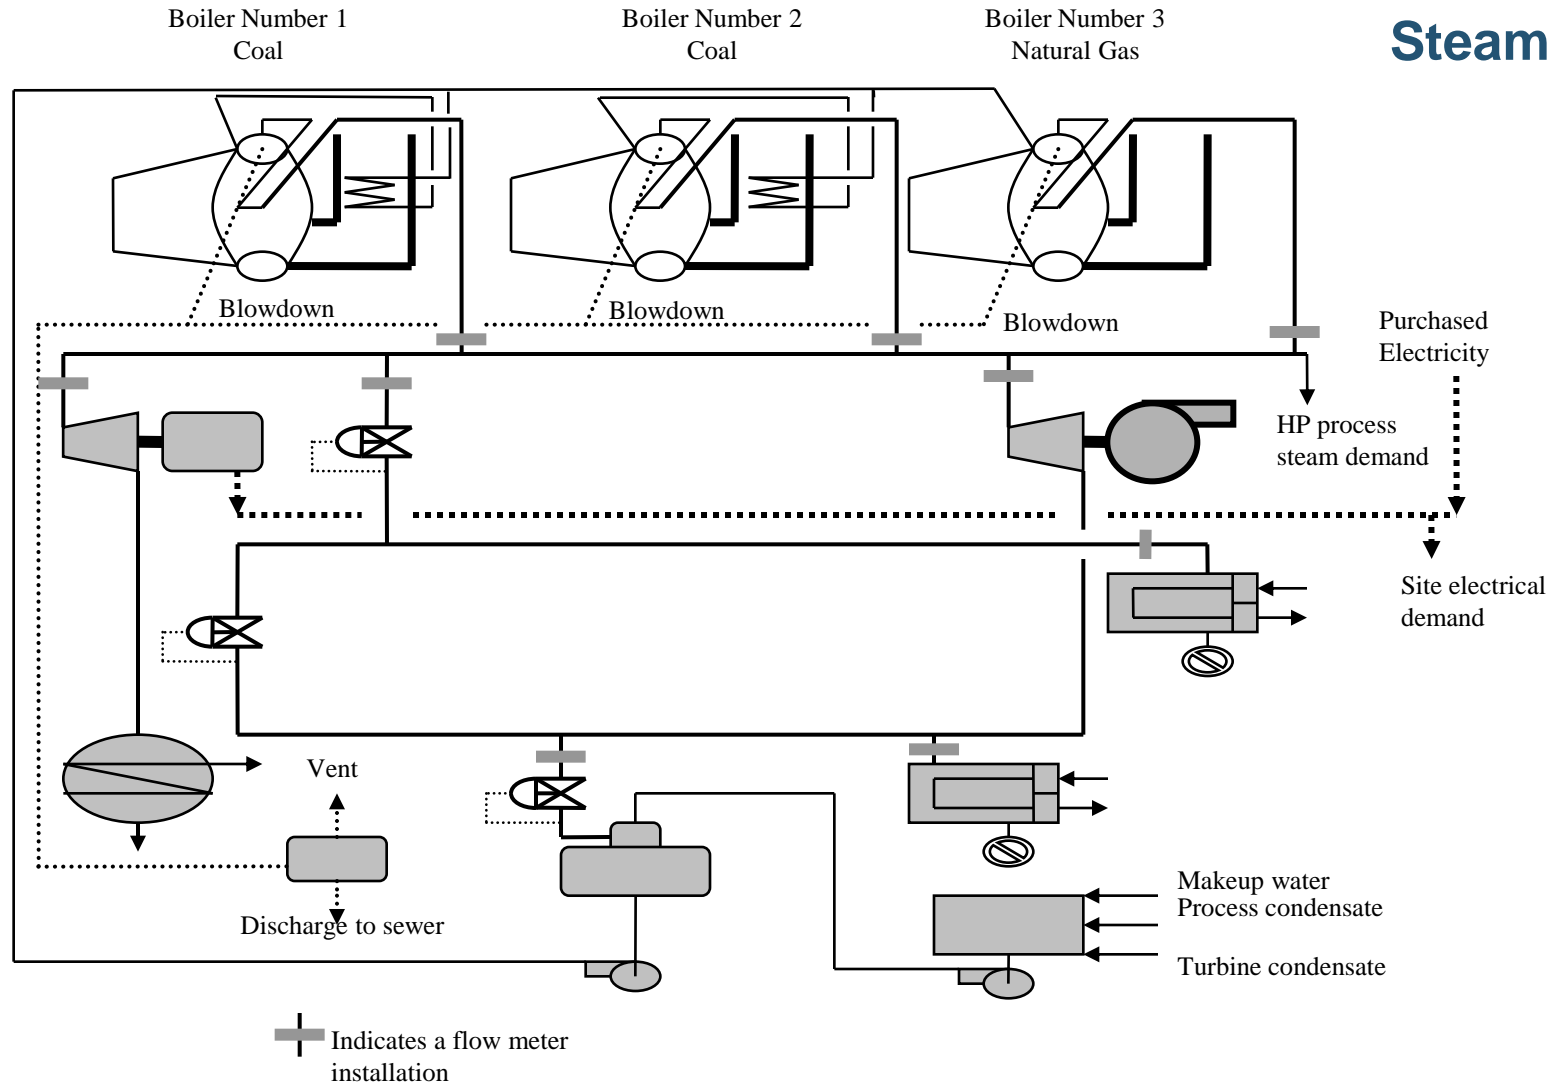 Boiler Number 1
Coal
Boiler Number 2
Coal
Boiler Number 3
Natural Gas
Steam
Blowdown
Blowdown
Blowdown
Purchased
Electricity
HP process
steam demand
Site electrical
demand
Vent
Discharge to sewer
Makeup water
Process condensate
Turbine condensate
Indicates a flow meter
installation